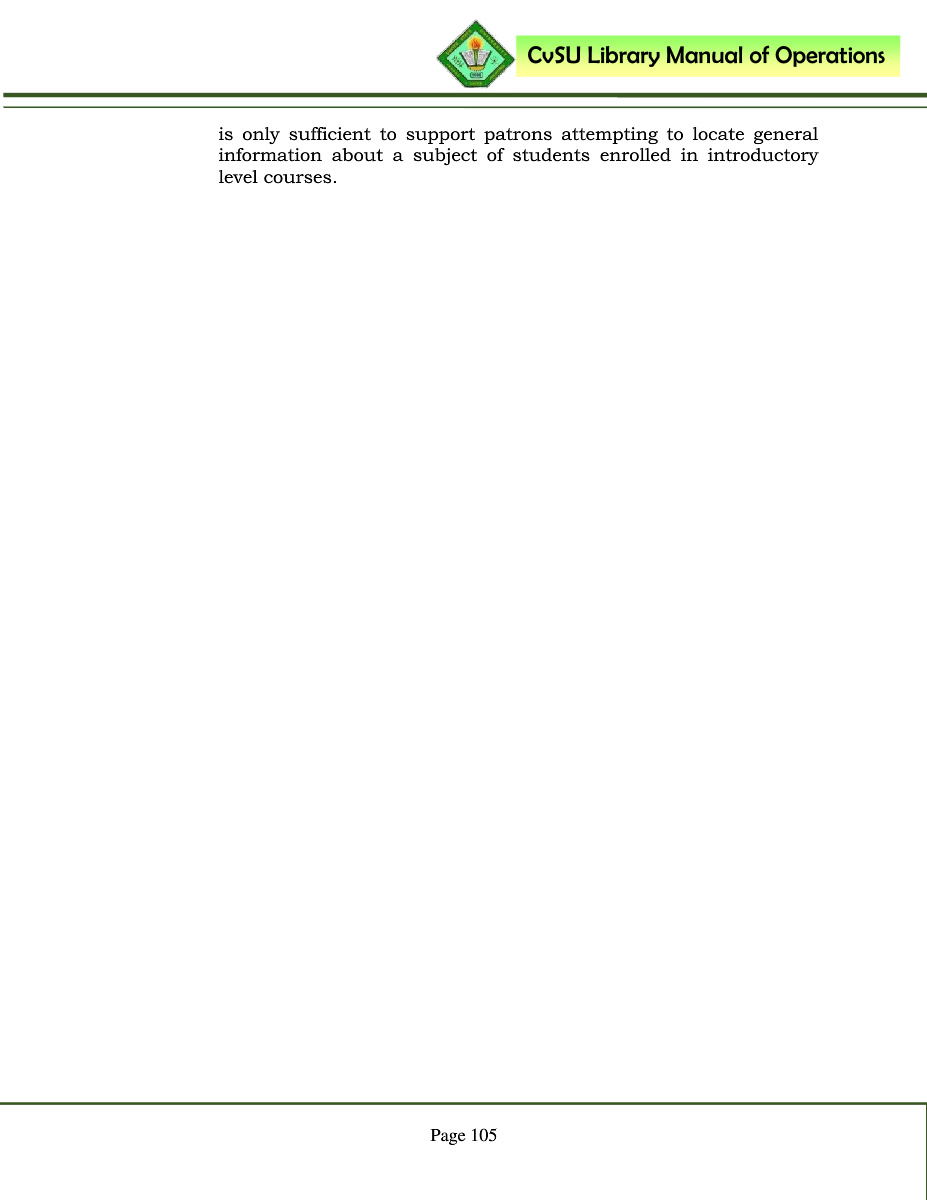 CvSU Library Manual of Operations
is only sufficient to support patrons attempting to locate general
information about a subject of students enrolled in introductory
level courses.
Page 105